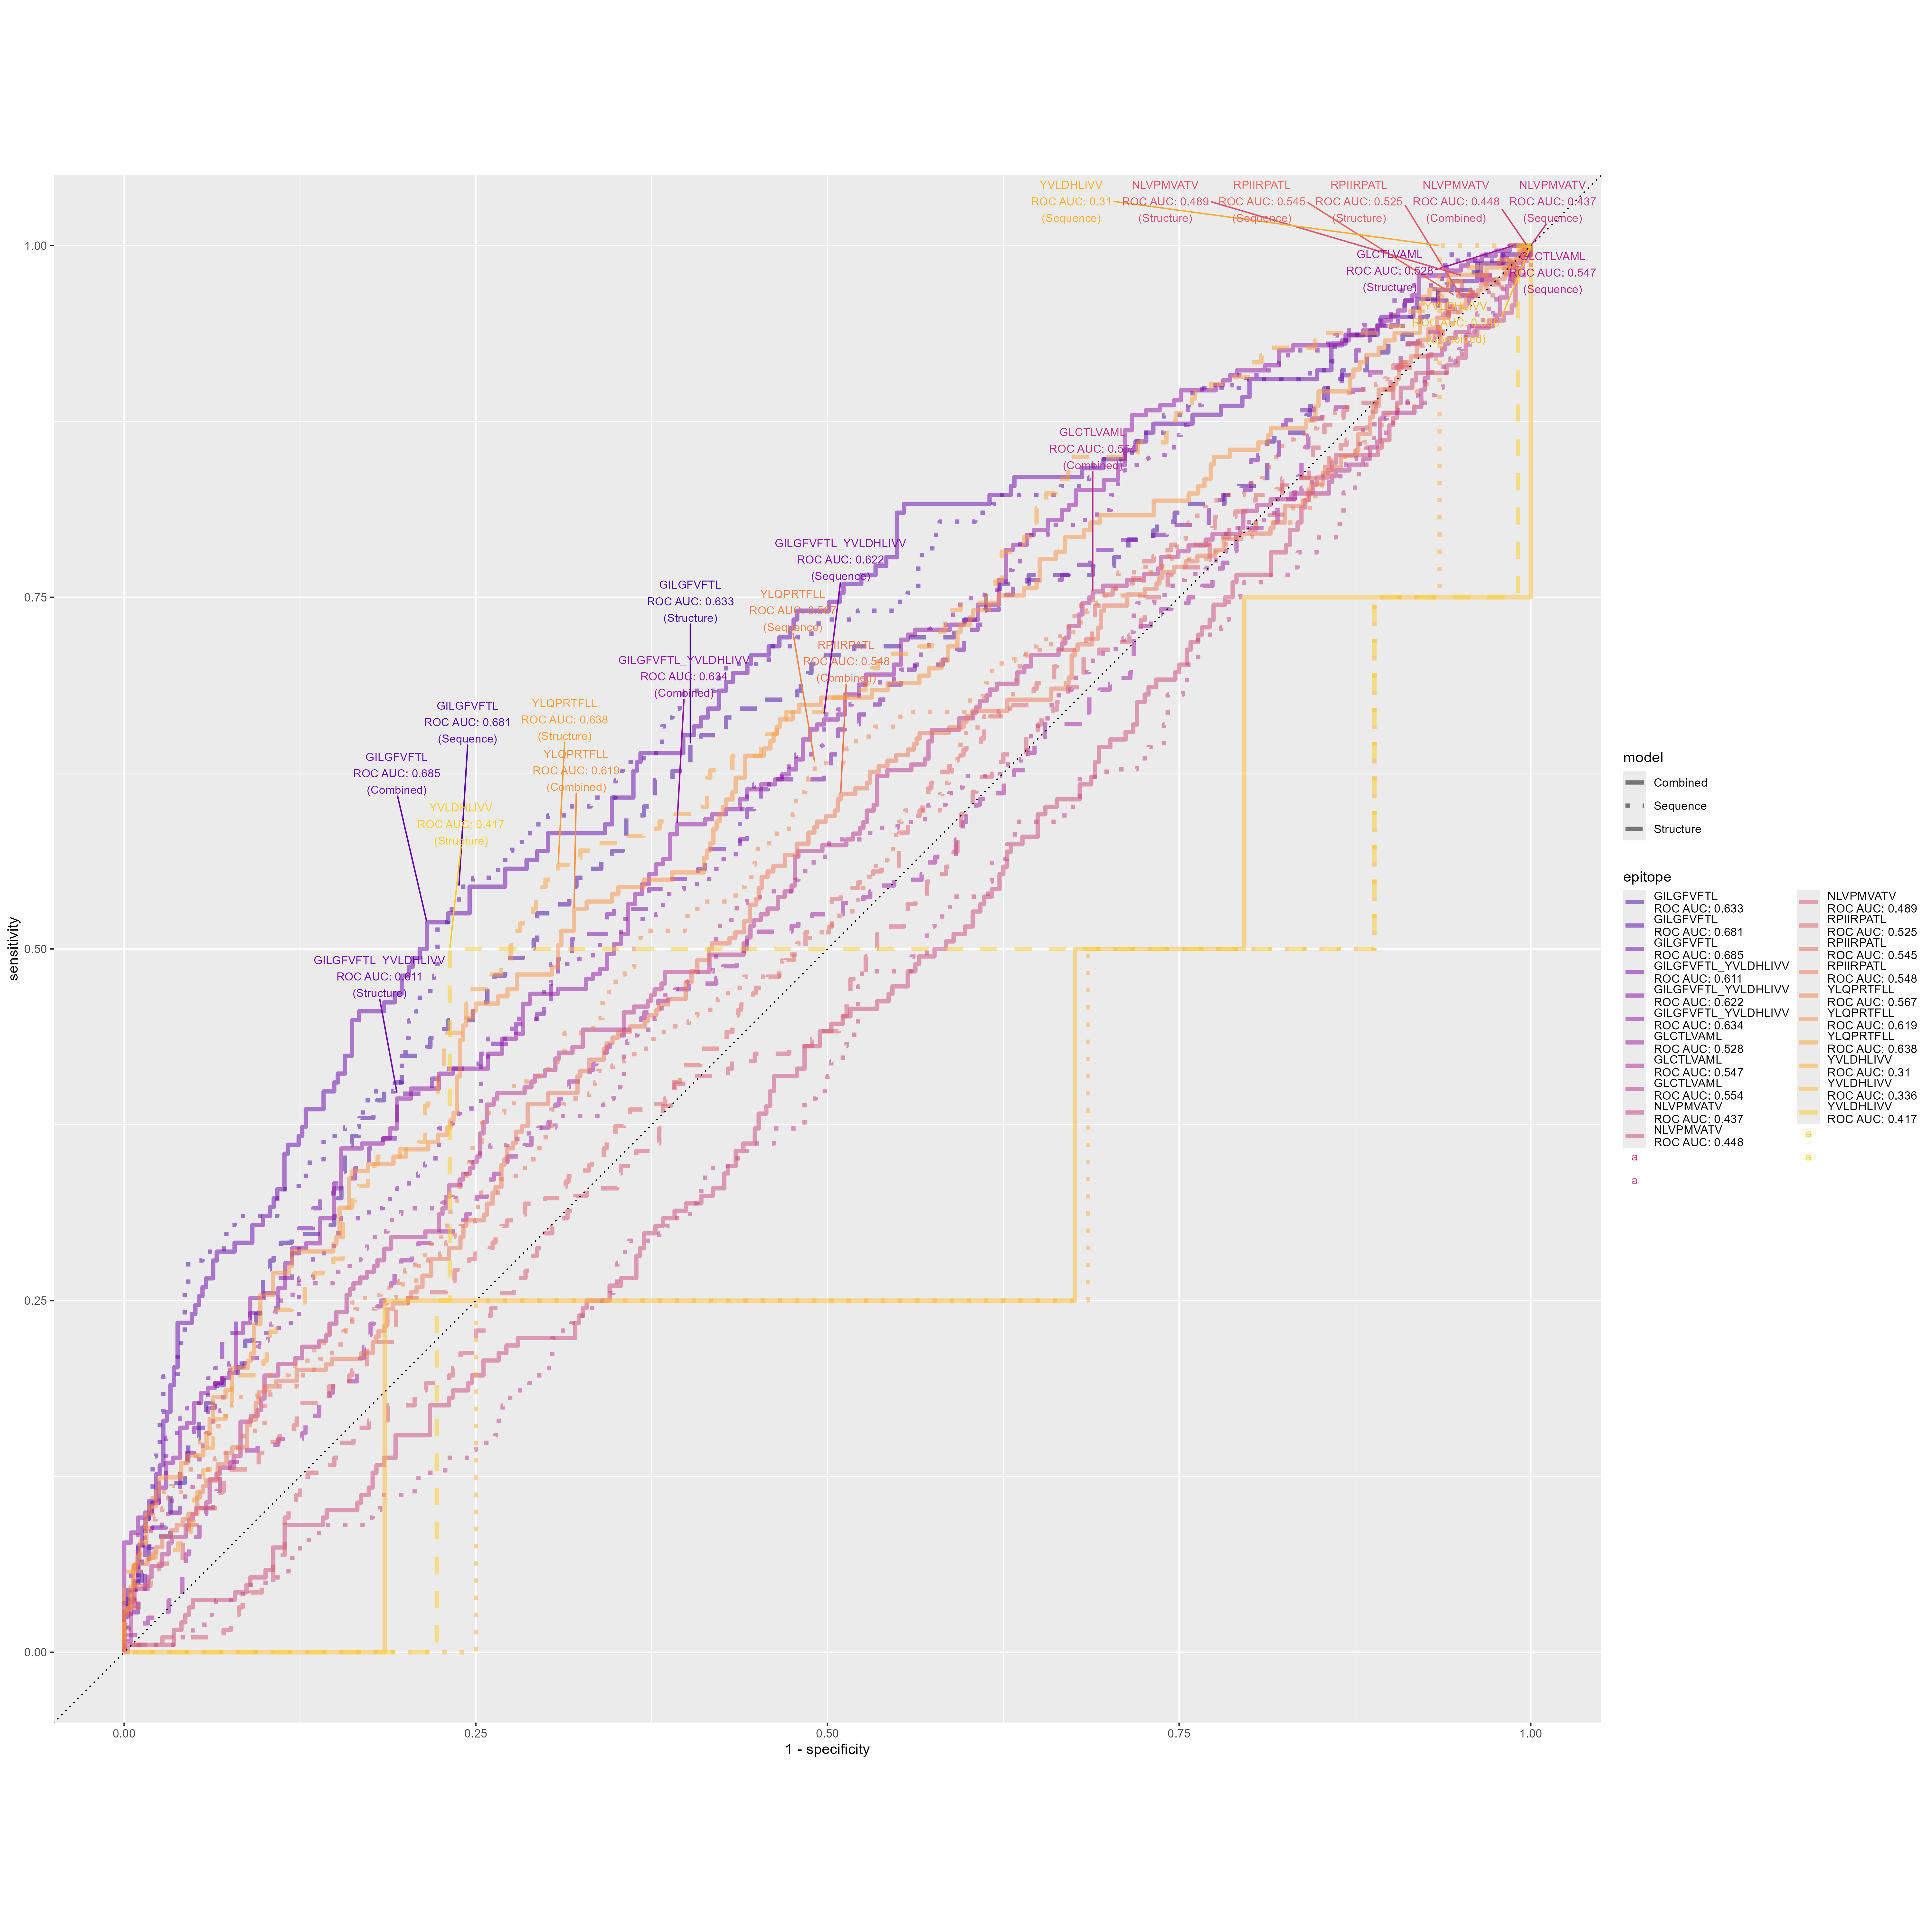 YVLDHLIVV
ROC AUC: 0.31
(Sequence)
NLVPMVATV
ROC AUC: 0.489
(Structure)
RPIIRPATL
ROC AUC: 0.545
(Sequence)
RPIIRPATL
ROC AUC: 0.525
(Structure)
NLVPMVATV
ROC AUC: 0.448
(Combined)
NLVPMVATV
ROC AUC: 0.437
(Sequence)
GLCTLVAML
ROC AUC: 0.528
(Structure)
GLCTLVAML
ROC AUC: 0.547
(Sequence)
GLCTLVAML
ROC AUC: 0.554
(Combined)
GILGFVFTL_YVLDHLIVV
ROC AUC: 0.622
(Sequence)
GILGFVFTL
ROC AUC: 0.633
(Structure)
YLQPRTFLL
ROC AUC: 0.567
(Sequence)
RPIIRPATL
ROC AUC: 0.548
(Combined)
GILGFVFTL_YVLDHLIVV
ROC AUC: 0.634
(Combined)
GILGFVFTL
ROC AUC: 0.681
(Sequence)
YLQPRTFLL
ROC AUC: 0.638
(Structure)
GILGFVFTL
ROC AUC: 0.685
(Combined)
YLQPRTFLL
ROC AUC: 0.619
(Combined)
YVLDHLIVV
ROC AUC: 0.417
(Structure)
GILGFVFTL_YVLDHLIVV
ROC AUC: 0.611
(Structure)
1.00
0.75
0.50
0.25
0.00
sensitivity
0.00
0.25
0.50
0.75
1.00
1 - specificity
model
Combined
Sequence
Structure
epitope
GILGFVFTL
ROC AUC: 0.633
GILGFVFTL
ROC AUC: 0.681
GILGFVFTL
ROC AUC: 0.685
GILGFVFTL_YVLDHLIVV
ROC AUC: 0.611
GILGFVFTL_YVLDHLIVV
ROC AUC: 0.622
GILGFVFTL_YVLDHLIVV
ROC AUC: 0.634
GLCTLVAML
ROC AUC: 0.528
GLCTLVAML
ROC AUC: 0.547
GLCTLVAML
ROC AUC: 0.554
NLVPMVATV
ROC AUC: 0.437
NLVPMVATV
ROC AUC: 0.448
a
a
NLVPMVATV
ROC AUC: 0.489
RPIIRPATL
ROC AUC: 0.525
RPIIRPATL
ROC AUC: 0.545
RPIIRPATL
ROC AUC: 0.548
YLQPRTFLL
ROC AUC: 0.567
YLQPRTFLL
ROC AUC: 0.619
YLQPRTFLL
ROC AUC: 0.638
YVLDHLIVV
ROC AUC: 0.31
YVLDHLIVV
ROC AUC: 0.336
YVLDHLIVV
ROC AUC: 0.417
a
a